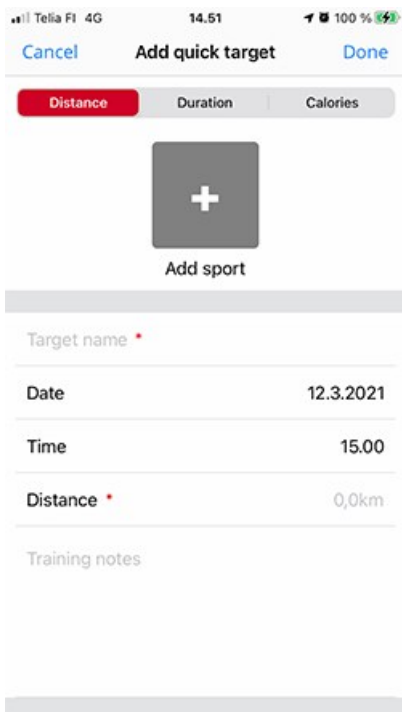 Telia FI 4G 14.51 100 %
Cancel Add quick target Done
Distance Duration Calories
Add sport
Target name *
Date 12.3.2021
Time 15.00
Distance * 0,0km
Training notes